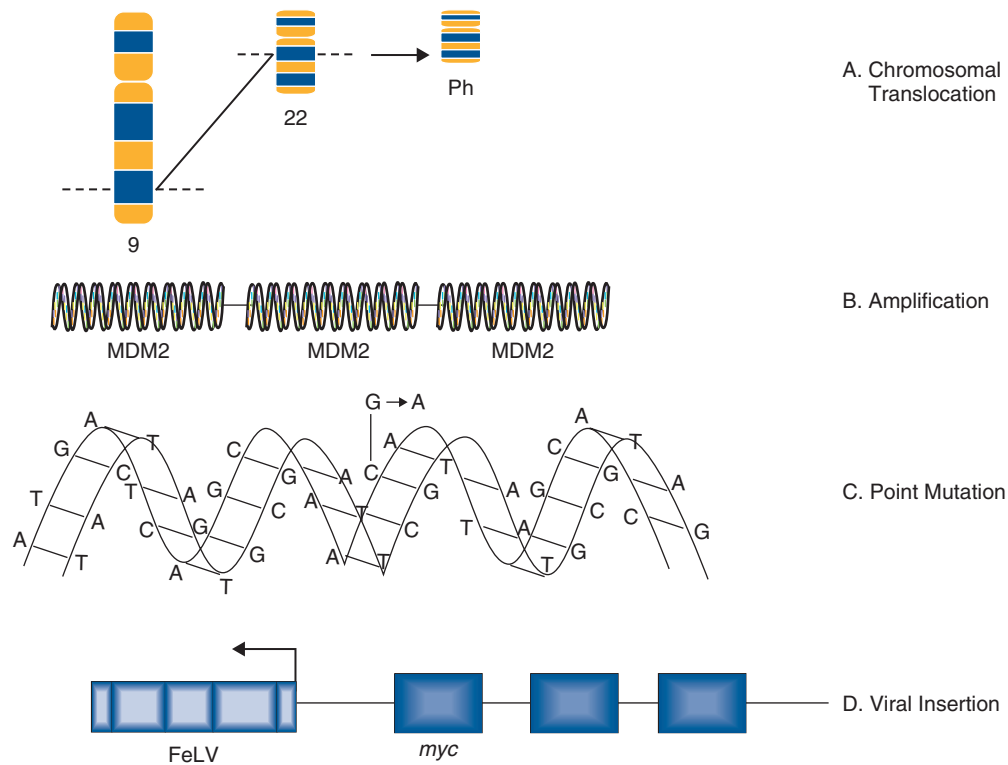 9
22
Ph
A. Chromosomal
Translocation
MDM2 MDM2 MDM2
B. Amplification
G → A
A A
T C A C T
G C G A C T G
T A G G A G A
T A C T C C
A C G C T A C G
A T G A T T G
A T
C. Point Mutation
FeLV
myc
D. Viral Insertion